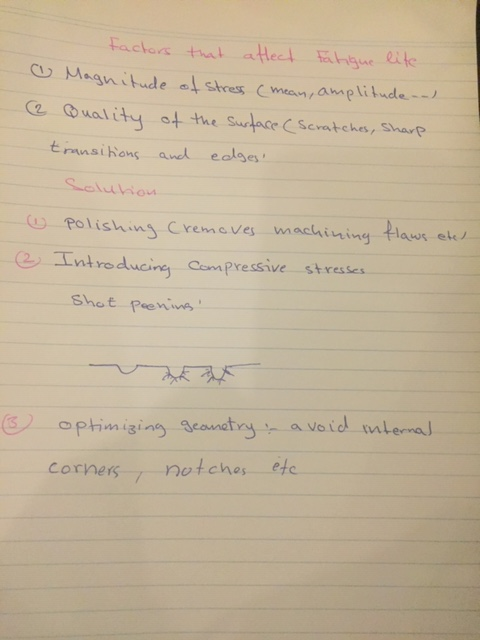 Factors that affect Fatigue life
① Magnitude of stress (mean, amplitude --)
② Quality of the surface (scratches, sharp
transitions and edges.
Solution
① polishing (removes machining flaws etc)
② Introducing compressive stresses
Shot peening.
③ optimizing geometry :- avoid internal
corners, notches etc